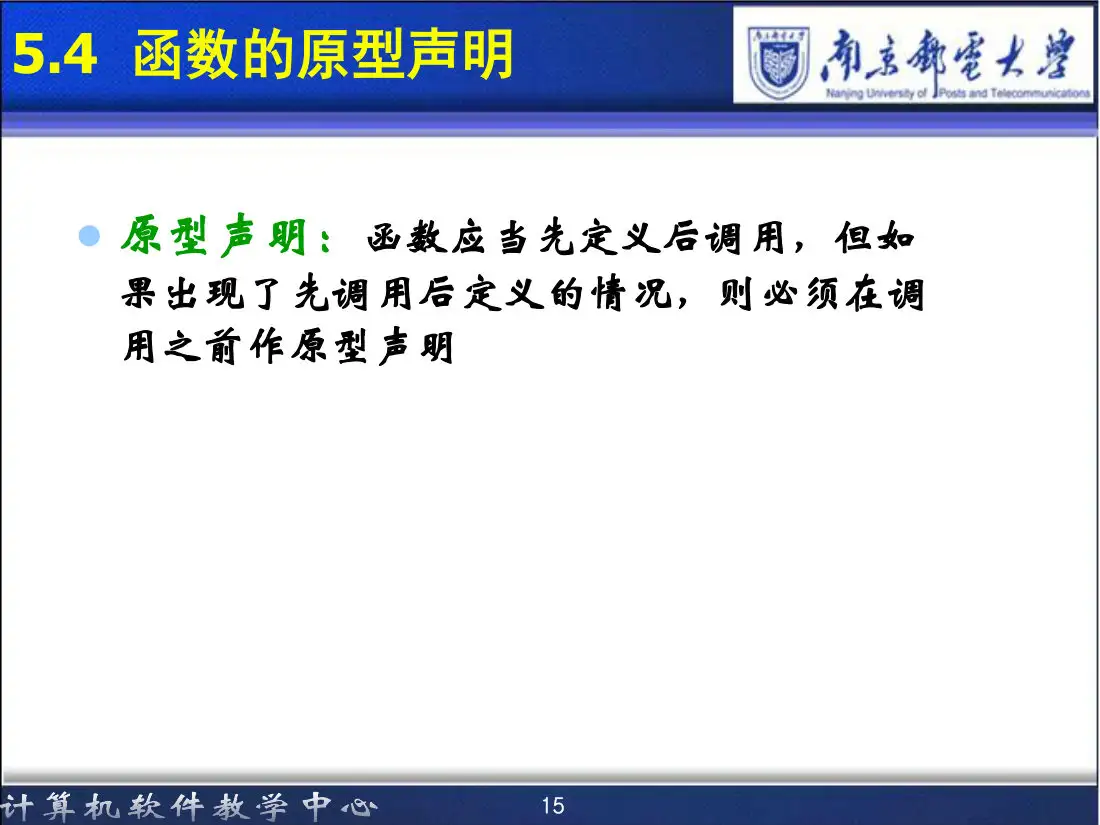 5.4 函数的原型声明
南京邮电大学
Nanjing University of Posts and Telecommunications
原型声明：函数应当先定义后调用，但如
果出现了先调用后定义的情况，则必须在调
用之前作原型声明
计算机软件教学中心
15